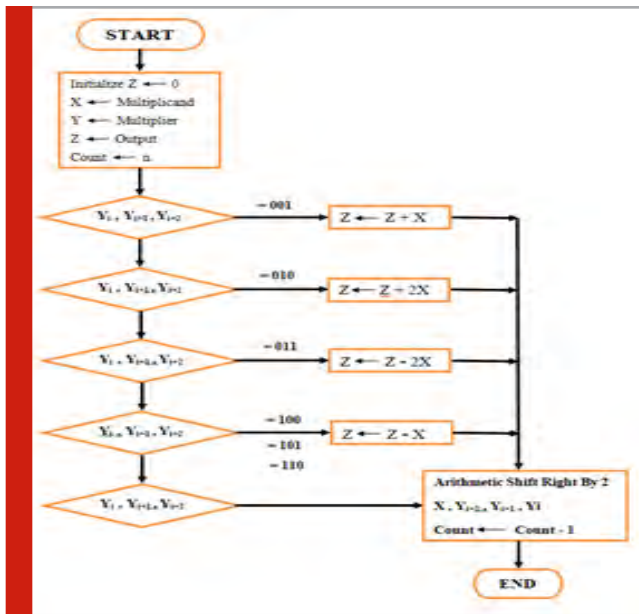 START
Initialize Z ← 0
X ← Multiplicand
Y ← Multiplier
Z ← Output
Count ← n
Yi , Yi+1 , Yi+2
= 001
Z ← Z + X
Yi , Yi+1 , Yi+2
= 010
Z ← Z + 2X
Yi , Yi+1 , Yi+2
= 011
Z ← Z - 2X
Yi , Yi+1 , Yi+2
= 100
= 101
= 110
Z ← Z - X
Yi , Yi+1 , Yi+2
Arithmetic Shift Right By 2
X , Yi+2 , Yi+1 , Yi
Count ← Count - 1
END